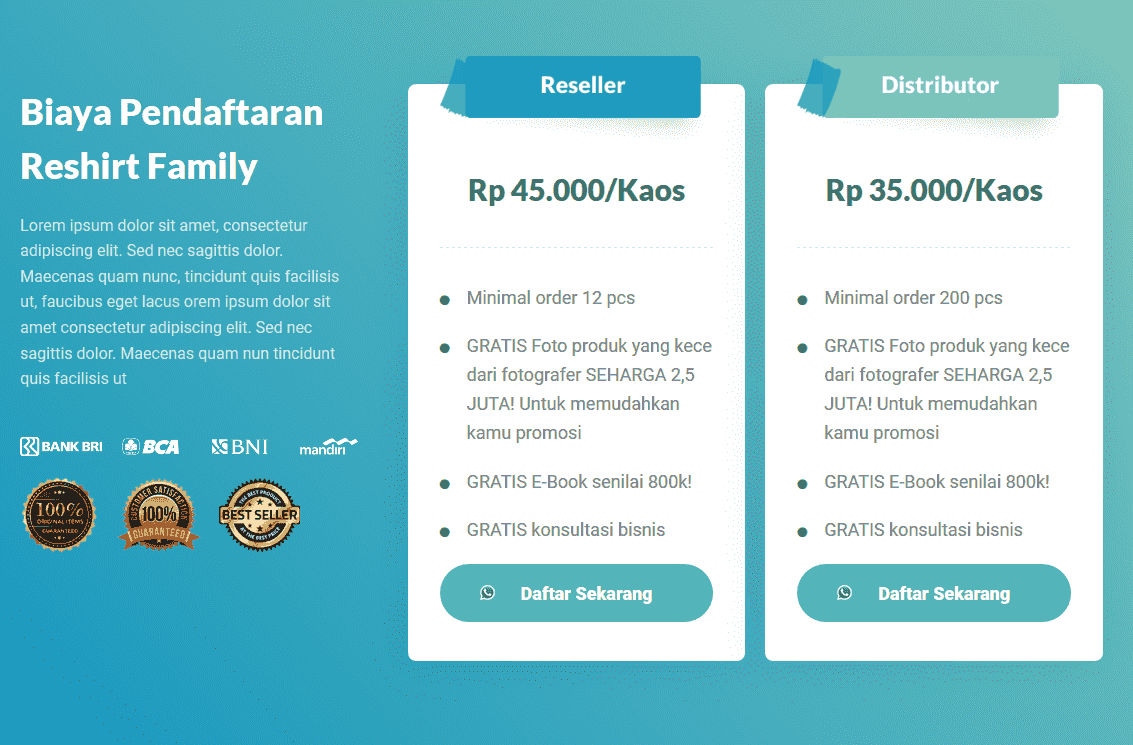 Biaya Pendaftaran
Reshirt Family
Lorem ipsum dolor sit amet, consectetur
adipiscing elit. Sed nec sagittis dolor.
Maecenas quam nunc, tincidunt quis facilisis
ut, faucibus eget lacus orem ipsum dolor sit
amet consectetur adipiscing elit. Sed nec
sagittis dolor. Maecenas quam nun tincidunt
quis facilisis ut
BANK BRI
BCA
BNI
mandiri
100%
ORIGINAL ITEMS
GUARANTEED
CUSTOMER SATISFACTION
100%
GUARANTEED
THE BEST PRODUCT
BEST SELLER
AT THE BEST PRICE
Reseller
Rp 45.000/Kaos
Minimal order 12 pcs
GRATIS Foto produk yang kece
dari fotografer SEHARGA 2,5
JUTA! Untuk memudahkan
kamu promosi
GRATIS E-Book senilai 800k!
GRATIS konsultasi bisnis
Daftar Sekarang
Distributor
Rp 35.000/Kaos
Minimal order 200 pcs
GRATIS Foto produk yang kece
dari fotografer SEHARGA 2,5
JUTA! Untuk memudahkan
kamu promosi
GRATIS E-Book senilai 800k!
GRATIS konsultasi bisnis
Daftar Sekarang